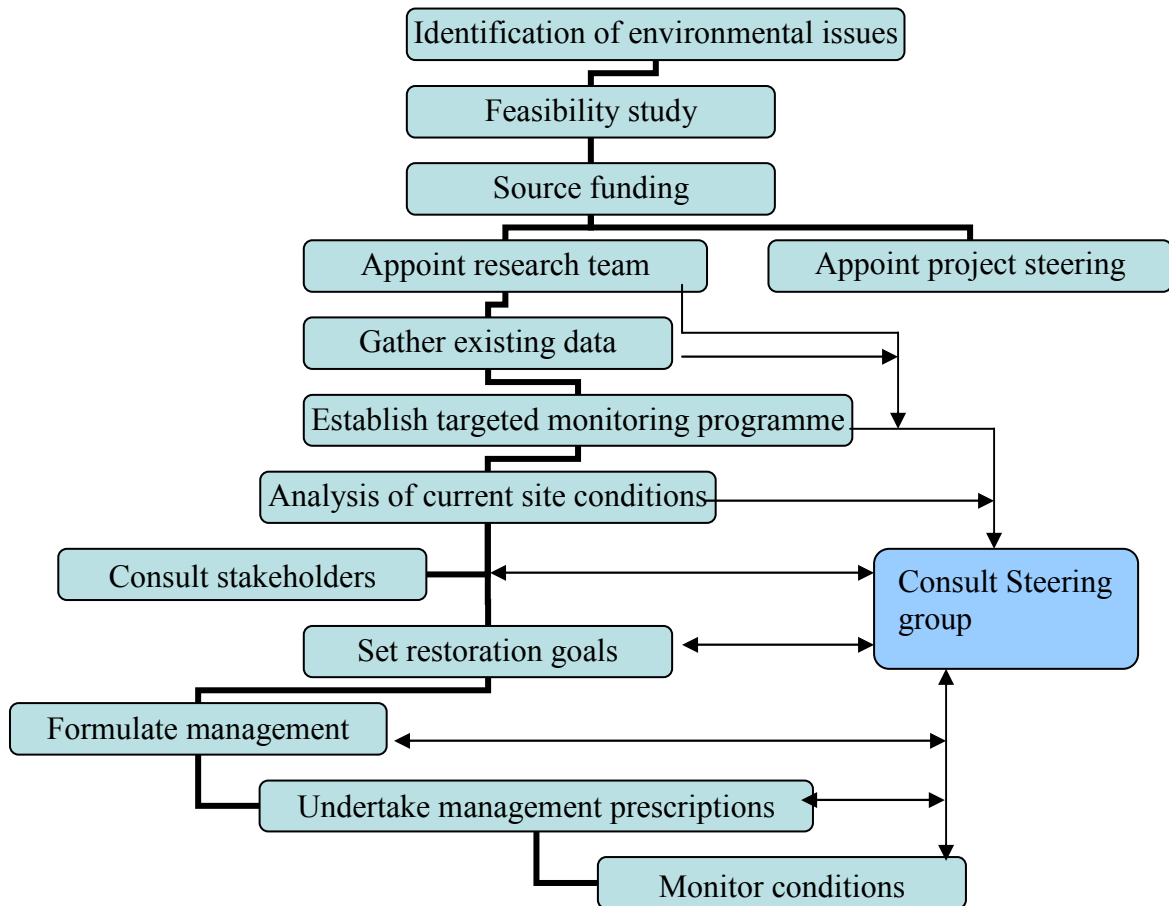 Identification of environmental issues
Feasibility study
Source funding
Appoint research team
Appoint project steering
Gather existing data
Establish targeted monitoring programme
Analysis of current site conditions
Consult stakeholders
Consult Steering
group
Set restoration goals
Formulate management
Undertake management prescriptions
Monitor conditions